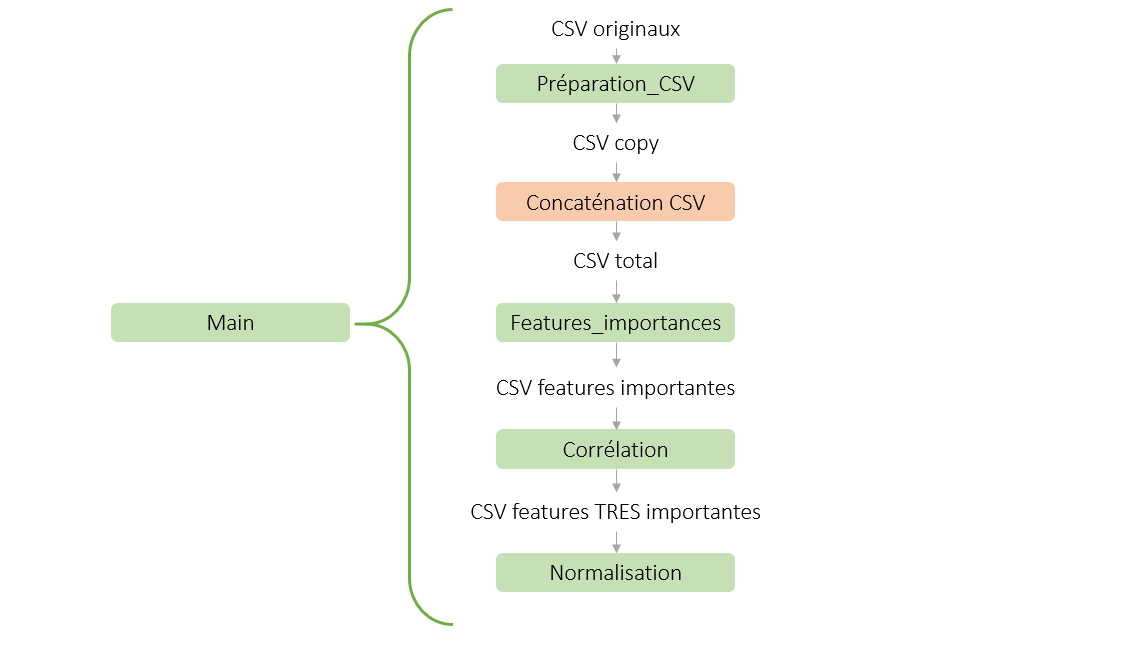 CSV originaux
Préparation_CSV
CSV copy
Concaténation CSV
CSV total
Main
Features_importances
CSV features importantes
Corrélation
CSV features TRES importantes
Normalisation